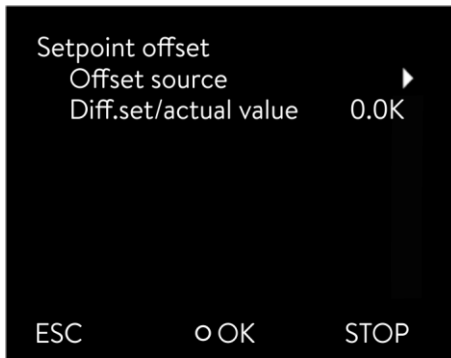 Setpoint offset
Offset source
Diff.set/actual value 0.0K
ESC OK STOP